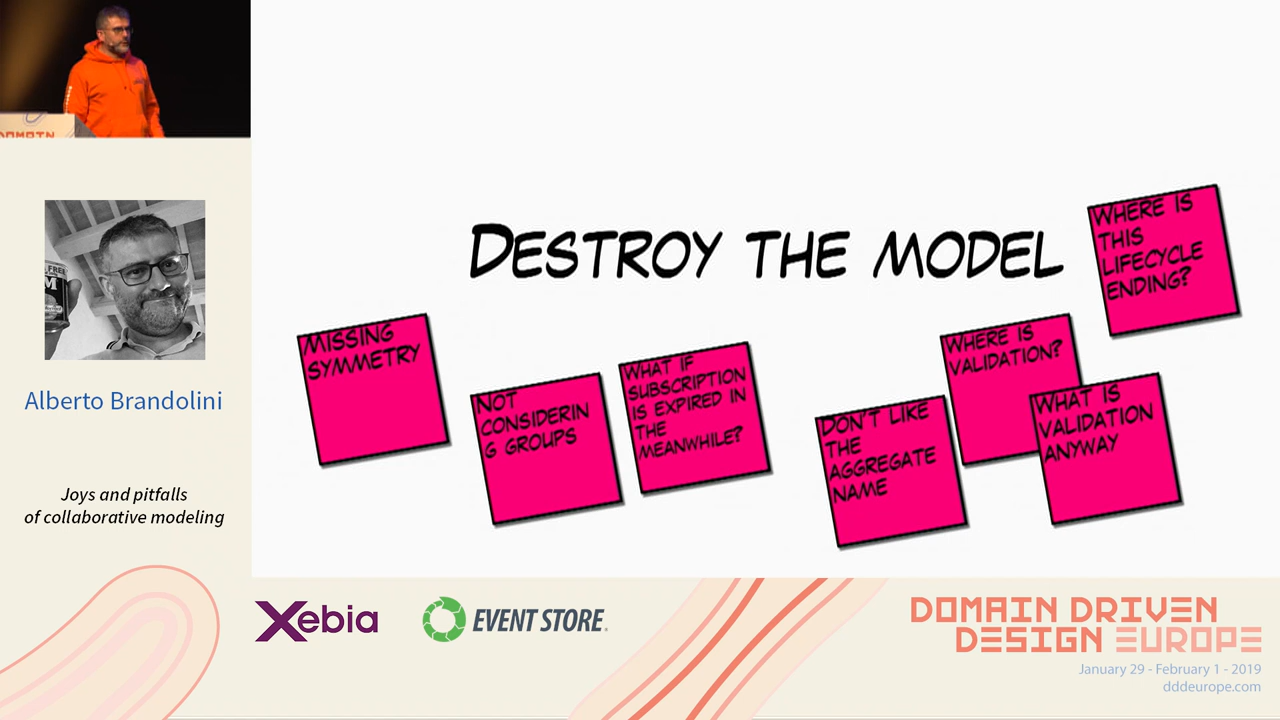 DOMAIN
FREE
M
Alberto Brandolini
Joys and pitfalls
of collaborative modeling
DESTROY THE MODEL
WHERE IS
THIS
LIFECYCLE
ENDING?
MISSING
SYMMETRY
NOT
CONSIDERIN
G GROUPS
WHAT IF
SUBSCRIPTION
IS EXPIRED IN
THE
MEANWHILE?
DON'T LIKE
THE
AGGREGATE
NAME
WHERE IS
VALIDATION?
WHAT IS
VALIDATION
ANYWAY
Xebia
EVENT STORE
DOMAIN DRIVEN
DESIGN EUROPE
January 29 - February 1 - 2019
dddeurope.com